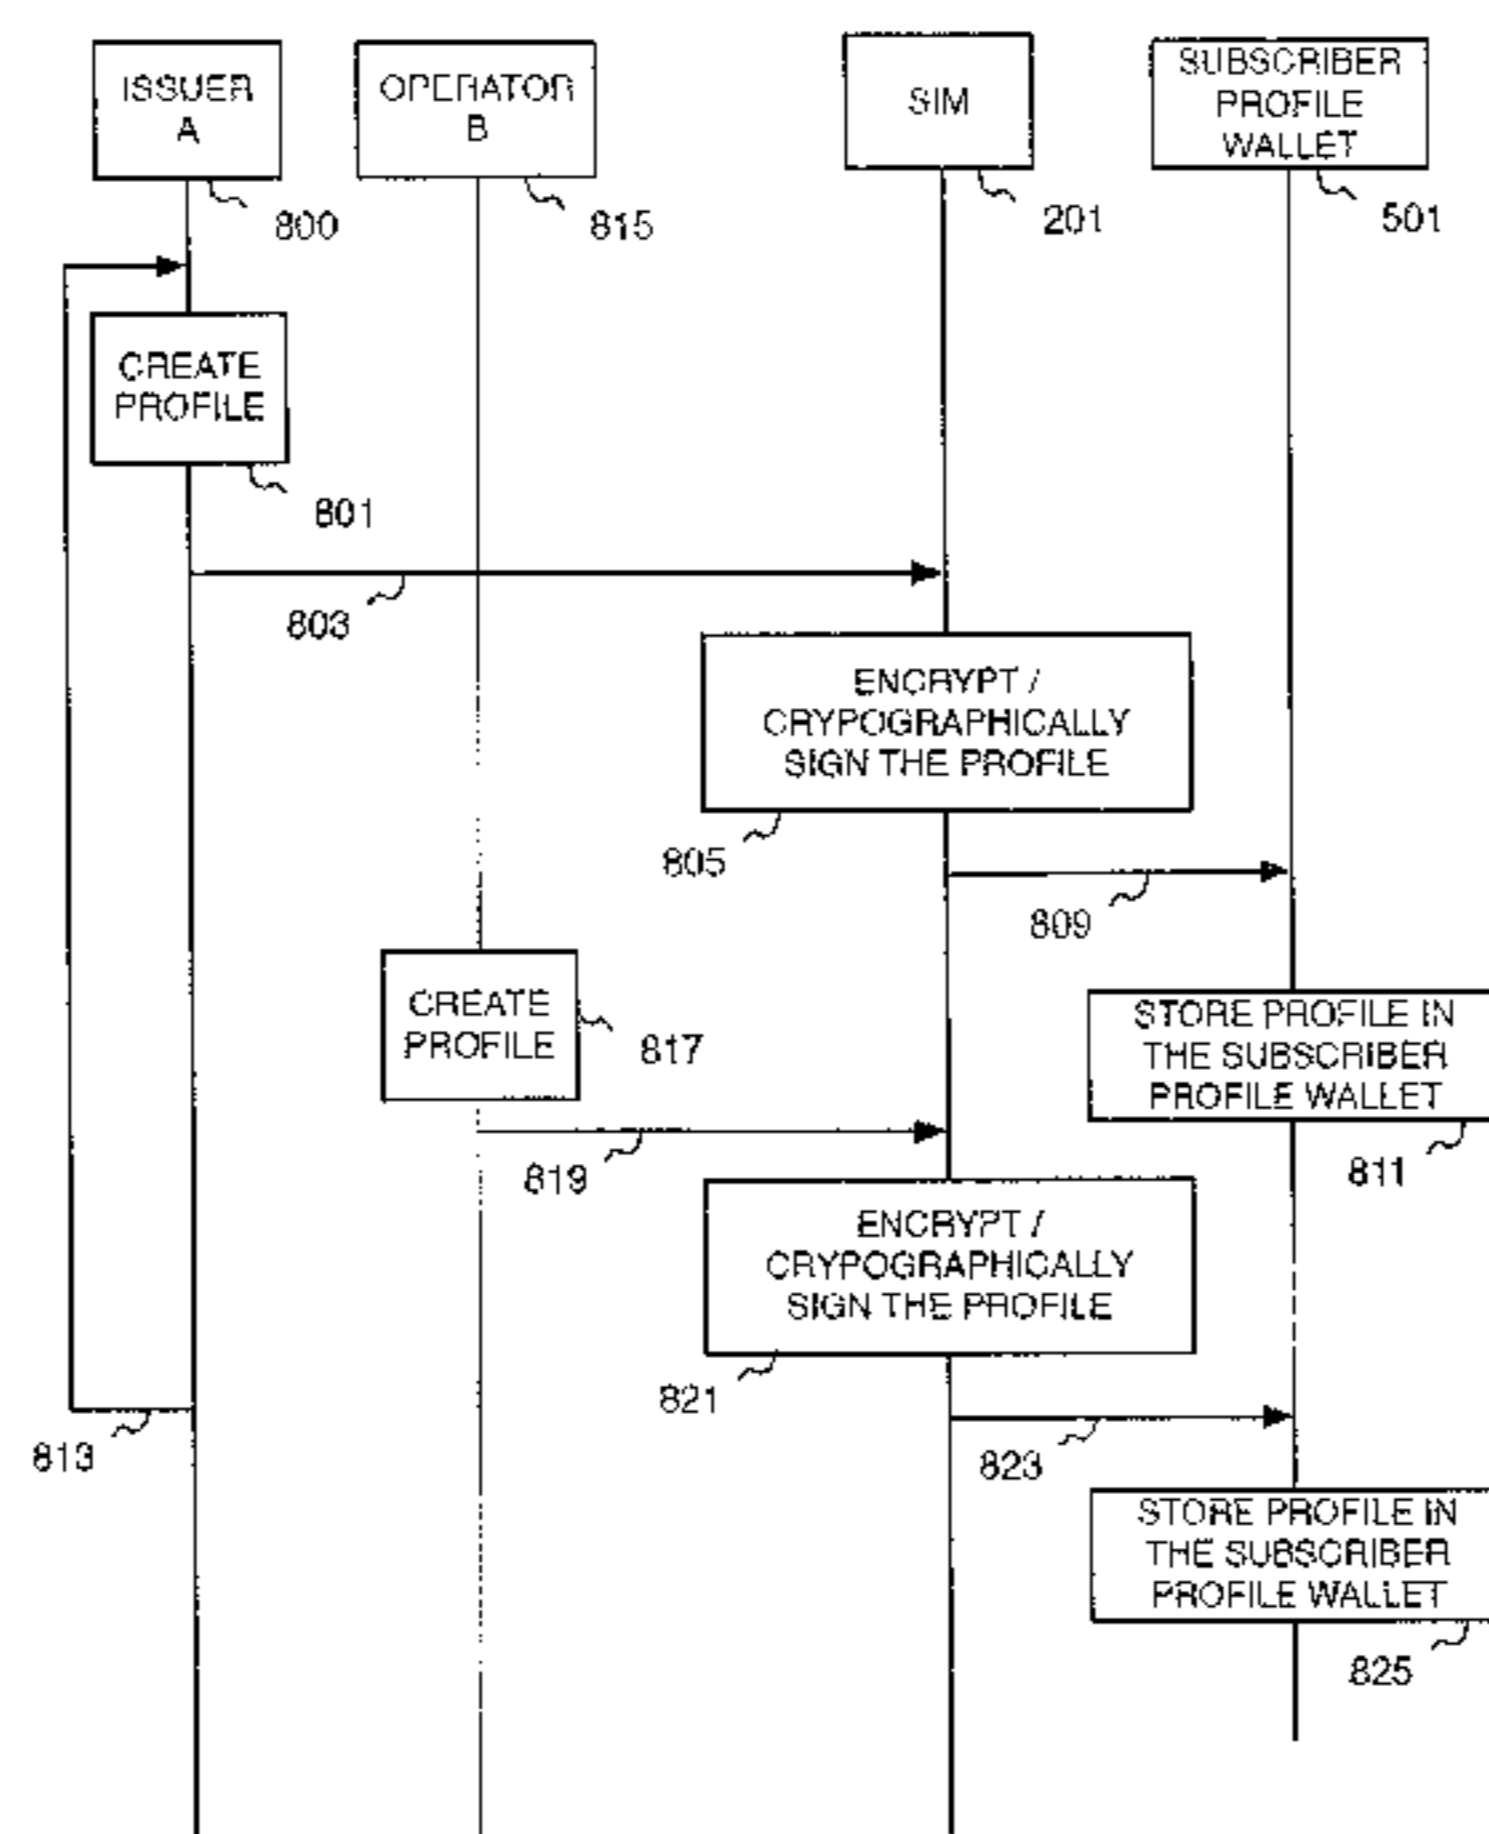 ISSUER
A
800
OPERATOR
B
815
SIM
201
SUBSCRIBER
PROFILE
WALLET
501
CREATE
PROFILE
801
803
ENCRYPT /
CRYPOGRAPHICALLY
SIGN THE PROFILE
805
809
CREATE
PROFILE
817
STORE PROFILE IN
THE SUBSCRIBER
PROFILE WALLET
811
819
ENCRYPT /
CRYPOGRAPHICALLY
SIGN THE PROFILE
821
813
823
STORE PROFILE IN
THE SUBSCRIBER
PROFILE WALLET
825